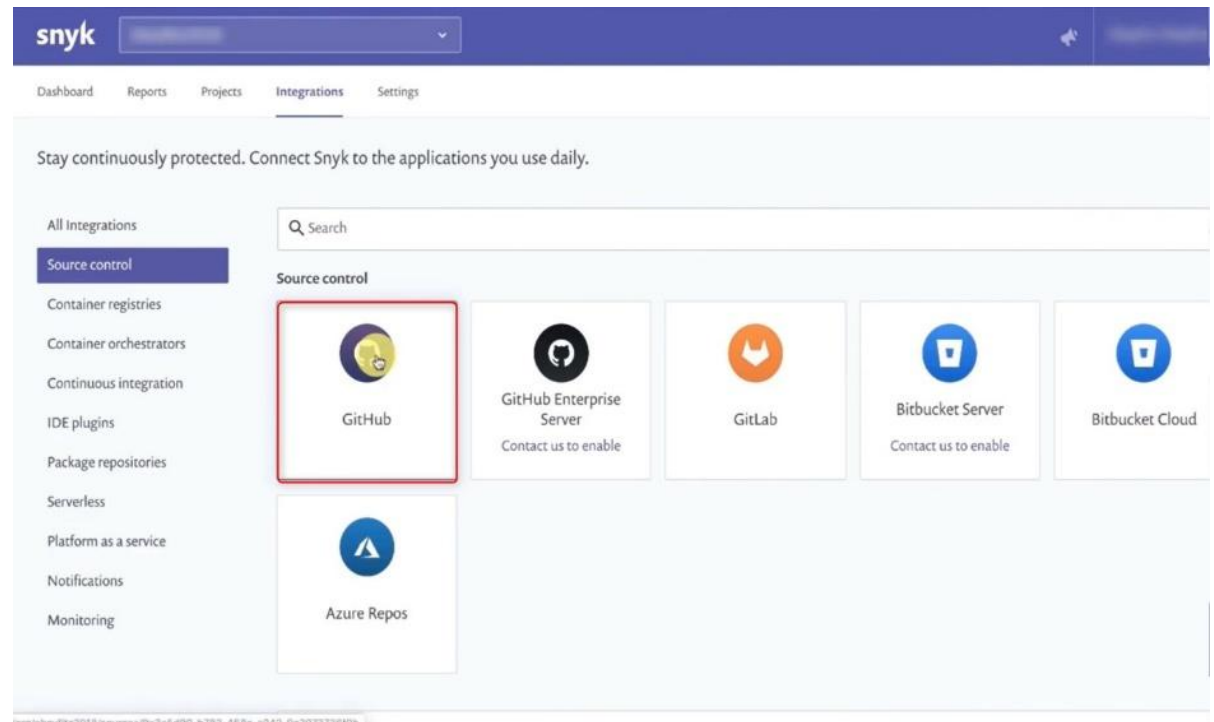 snyk
Dashboard Reports Projects Integrations Settings
Stay continuously protected. Connect Snyk to the applications you use daily.
All Integrations
Source control
Container registries
Container orchestrators
Continuous integration
IDE plugins
Package repositories
Serverless
Platform as a service
Notifications
Monitoring
Search
Source control
GitHub
GitHub Enterprise
Server
Contact us to enable
GitLab
Bitbucket Server
Contact us to enable
Bitbucket Cloud
Azure Repos